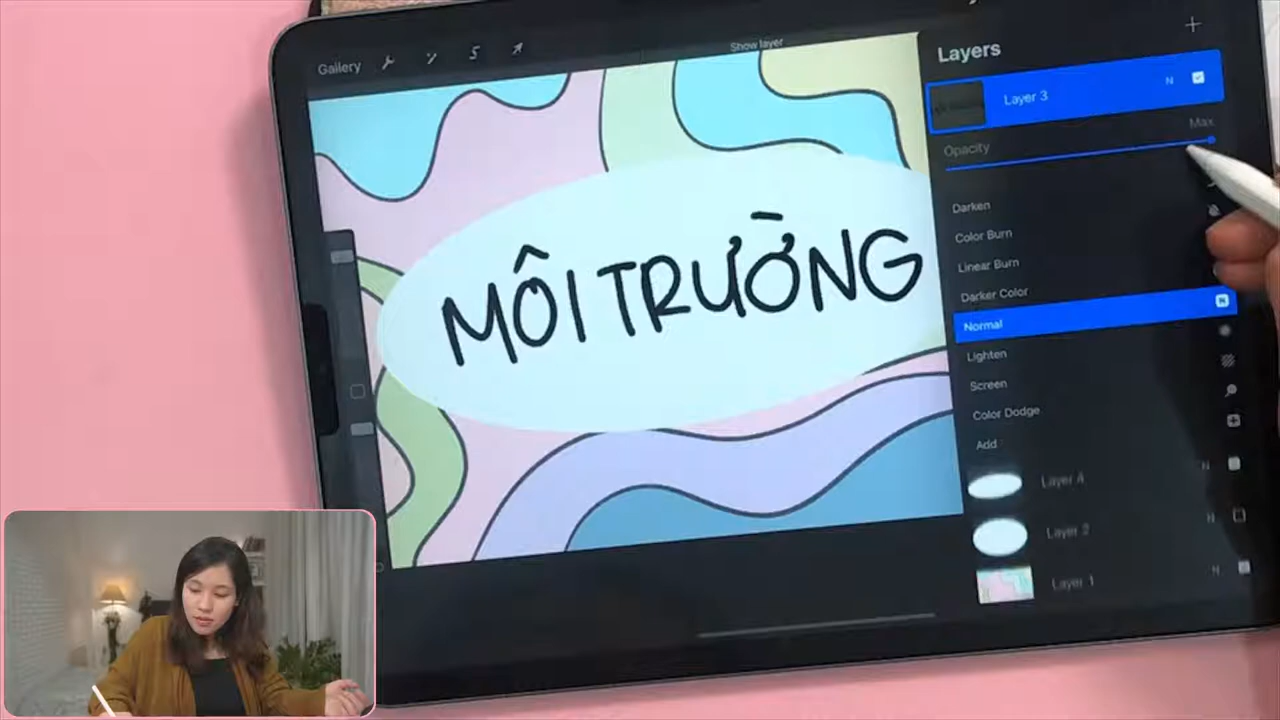 Gallery
Show layer
Layers
Layer 3
N
Opacity
Max
Darken
Color Burn
Linear Burn
Darker Color
Normal
N
Lighten
Screen
Color Dodge
Add
Layer 4
N
Layer 2
N
Layer 1
N
MÔI TRƯỜNG